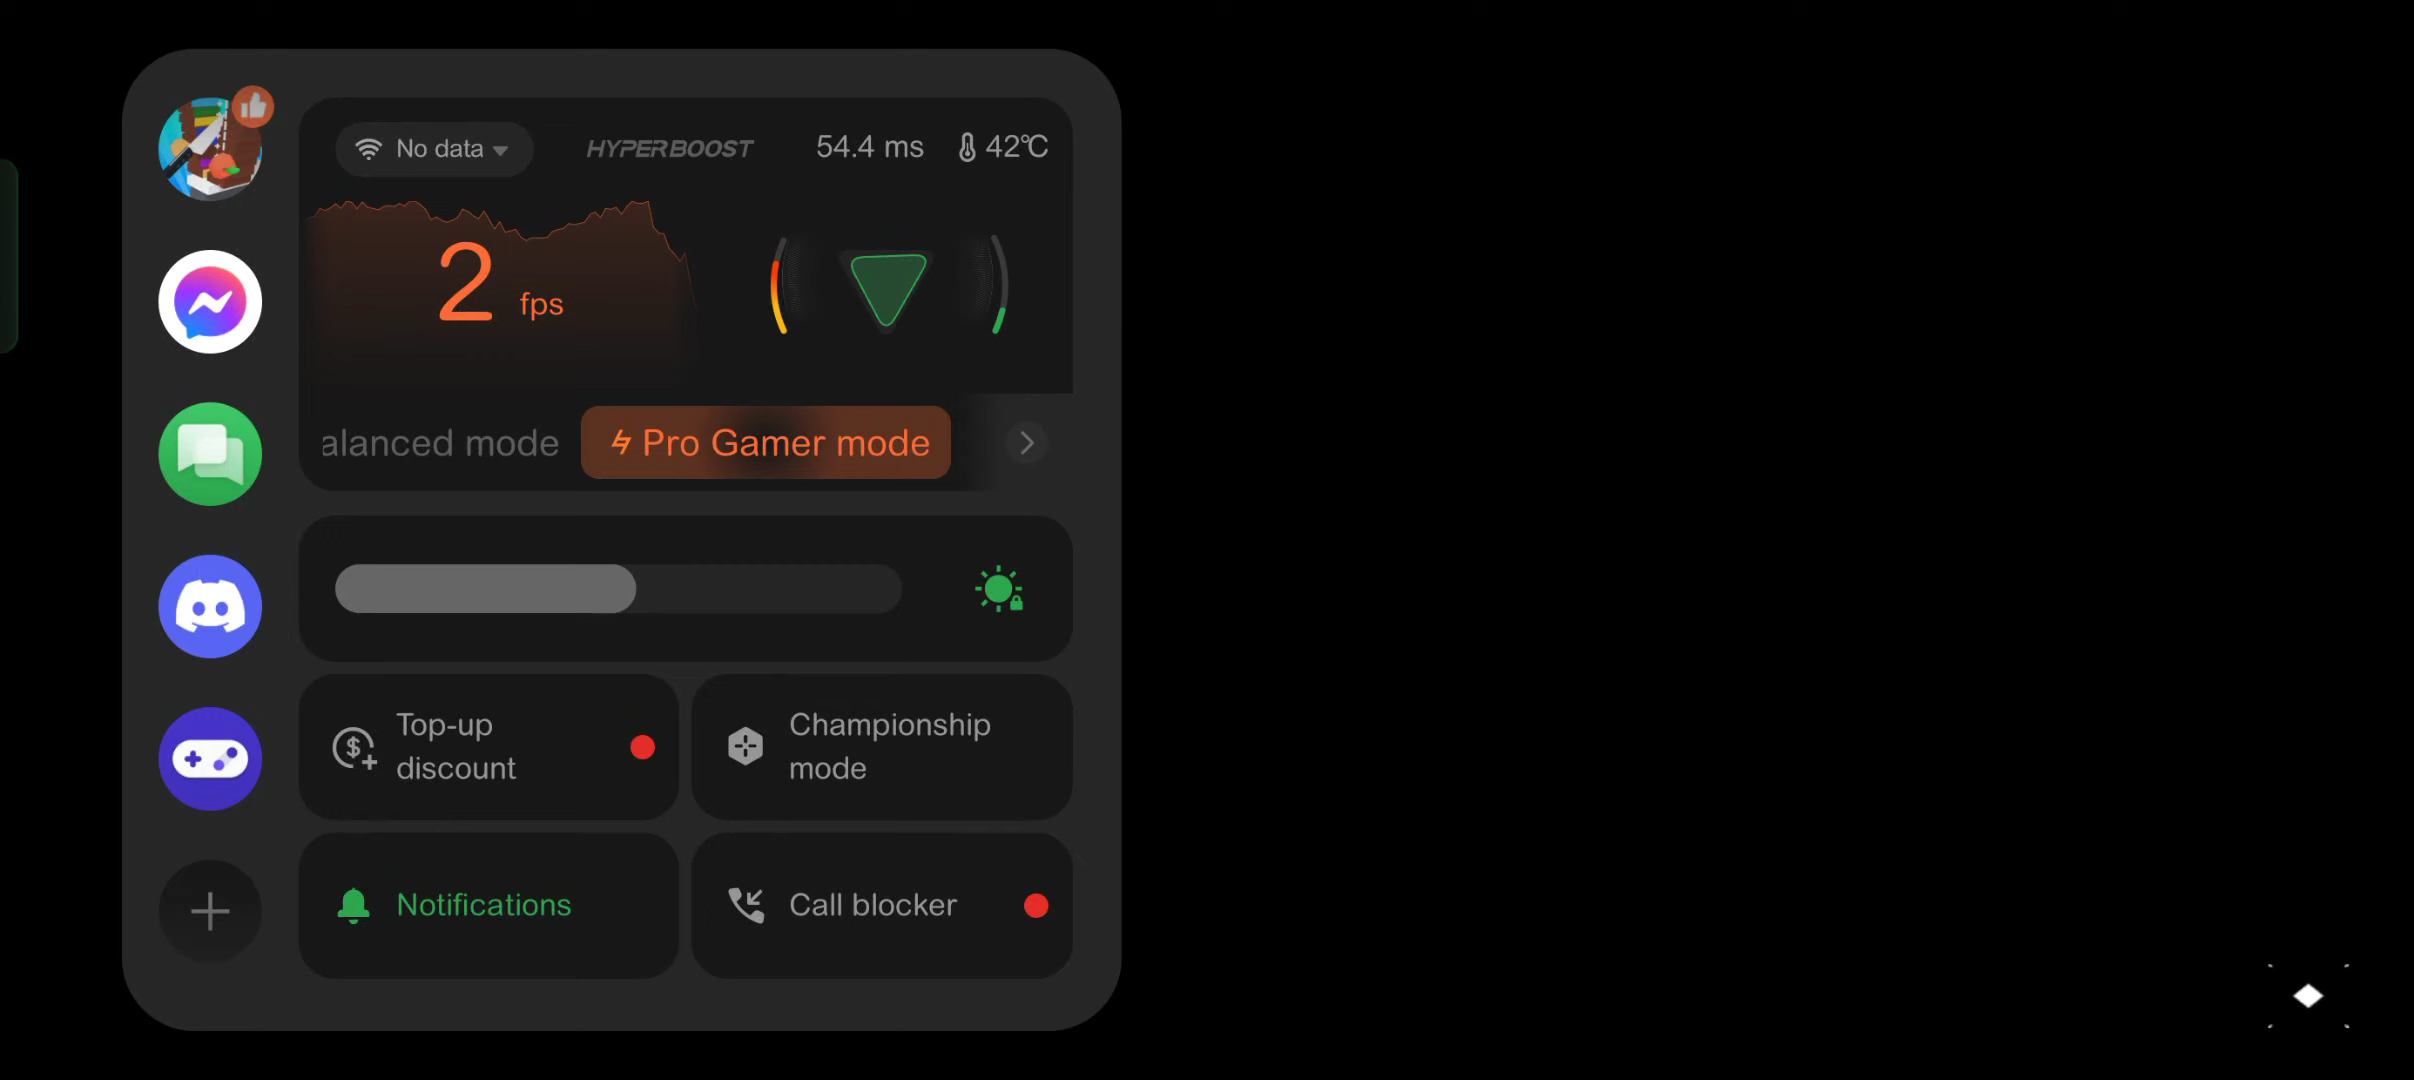 No data
HYPERBOOST
54.4 ms
42℃
2 fps
alanced mode
Pro Gamer mode
Top-up
discount
Championship
mode
Notifications
Call blocker